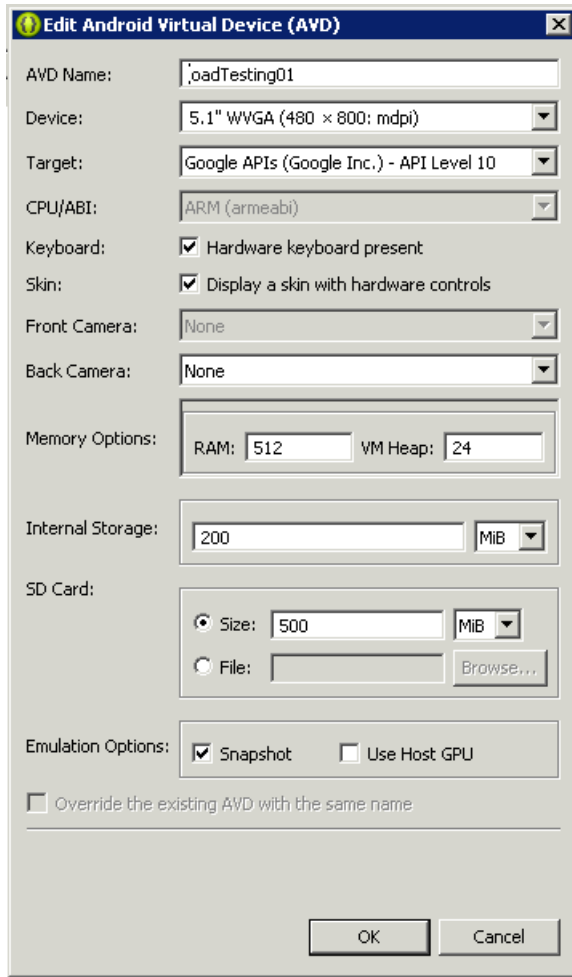 Edit Android Virtual Device (AVD)
AVD Name: oadTesting01
Device: 5.1" WVGA (480 × 800: mdpi)
Target: Google APIs (Google Inc.) - API Level 10
CPU/ABI: ARM (armeabi)
Keyboard: Hardware keyboard present
Skin: Display a skin with hardware controls
Front Camera: None
Back Camera: None
Memory Options: RAM: 512 VM Heap: 24
Internal Storage: 200 MiB
SD Card:
Size: 500 MiB
File: Browse...
Emulation Options: Snapshot Use Host GPU
Override the existing AVD with the same name
OK Cancel